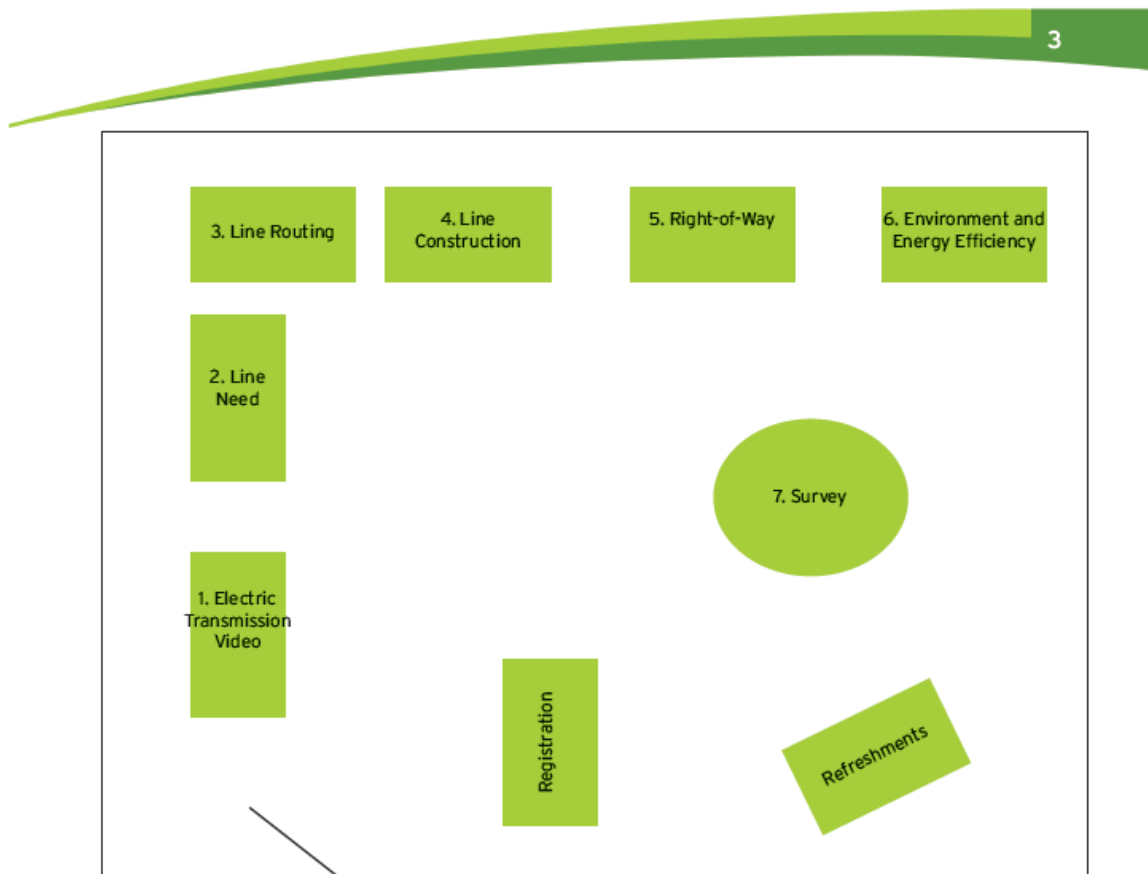 3
3. Line Routing
4. Line
Construction
5. Right-of-Way
6. Environment and
Energy Efficiency
2. Line
Need
7. Survey
1. Electric
Transmission
Video
Registration
Refreshments